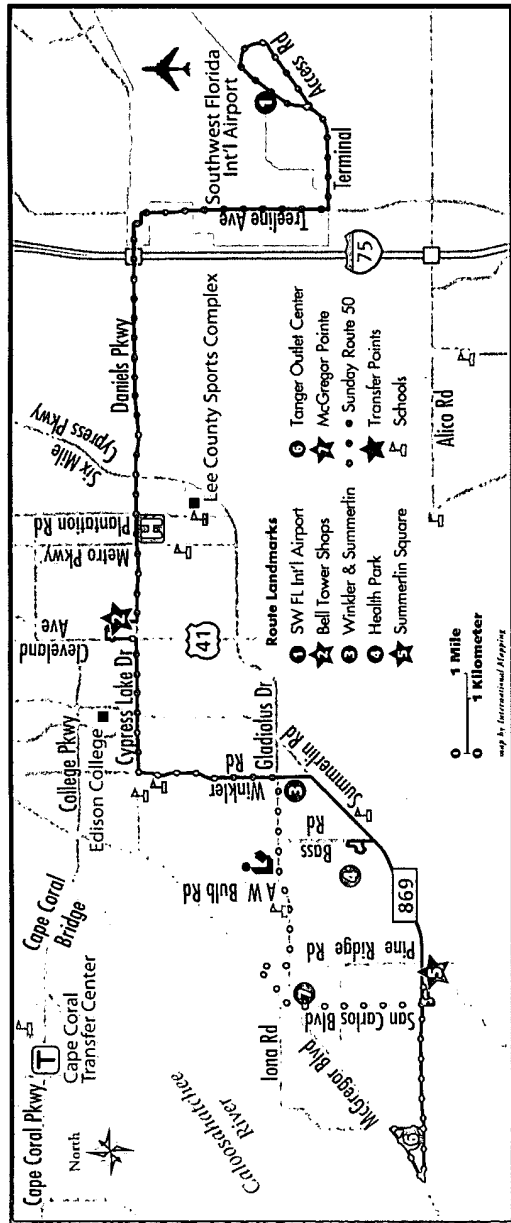 Cape Coral Pkwy
Cape Coral
Transfer Center
North
Cape Coral
Bridge
College Pkwy
Edison College
Cypress Lake Dr
Cleveland
Ave
Metro Pkwy
Plantation Rd
Six Mile
Cypress Pkwy
Daniels Pkwy
Southwest Florida
Int'l Airport
Access Rd
Terminal
Treeline Ave
75
41
Lee County Sports Complex
Caloosahatchee
River
Iona Rd
A W. Bulb Rd
Winkler
Rd
Gladiolus Dr
Summerlin Rd
Bass
Rd
869
Pine Ridge
Rd
San Carlos Blvd
McGregor Blvd
Alico Rd
T
H
1
2
3
5
Route Landmarks
1 SW FL Int'l Airport
2 Bell Tower Shops
3 Winkler & Summerlin
4 Health Park
5 Summerlin Square
6 Tanger Outlet Center
7 McGregor Pointe
Sunday Route 50
Transfer Points
Schools
1 Mile
1 Kilometer
map by International Mapping